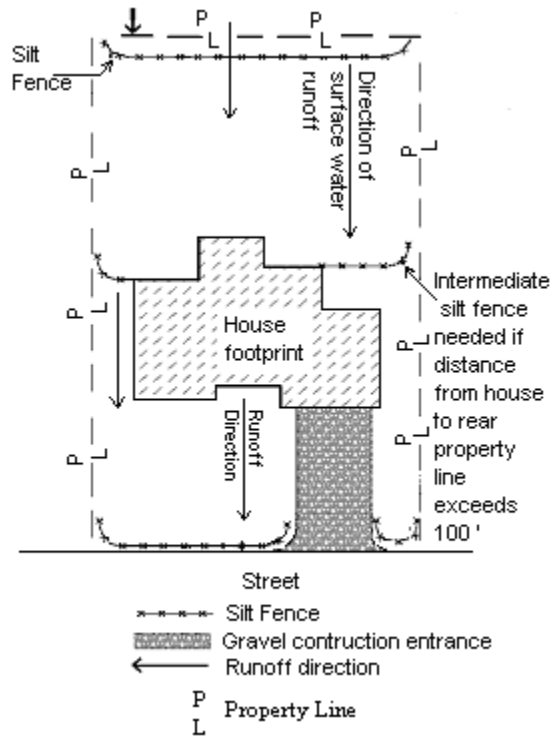 P
L
P
L
Silt
Fence
Direction of
surface water
runoff
P
L
P
L
P
L
House
footprint
Intermediate
silt fence
needed if
distance
from house
to rear
property
line
exceeds
100 '
P
L
P
L
P
L
Runoff
Direction
Street
Silt Fence
Gravel contruction entrance
Runoff direction
P
L
Property Line